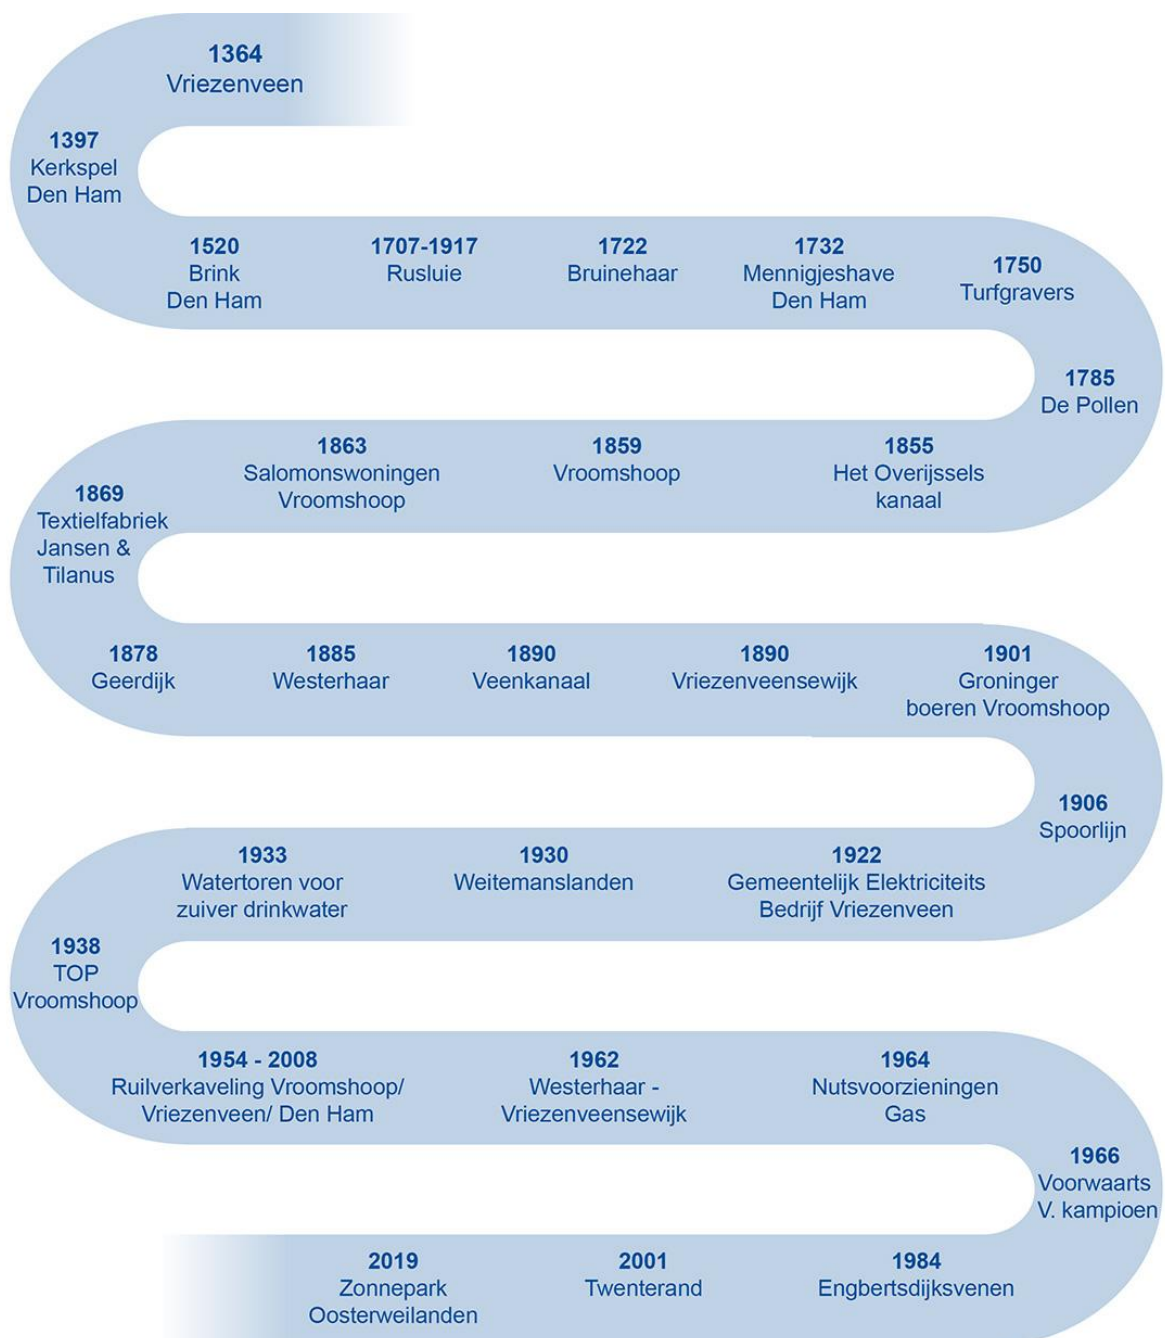 1364
Vriezenveen
1397
Kerkspel
Den Ham
1520
Brink
Den Ham
1707-1917
Rusluie
1722
Bruinehaar
1732
Mennigjeshave
Den Ham
1750
Turfgravers
1785
De Pollen
1855
Het Overijssels
kanaal
1859
Vroomshoop
1863
Salomonswoningen
Vroomshoop
1869
Textielfabriek
Jansen &
Tilanus
1878
Geerdijk
1885
Westerhaar
1890
Veenkanaal
1890
Vriezenveensewijk
1901
Groninger
boeren Vroomshoop
1906
Spoorlijn
1922
Gemeentelijk Elektriciteits
Bedrijf Vriezenveen
1930
Weitemanslanden
1933
Watertoren voor
zuiver drinkwater
1938
TOP
Vroomshoop
1954 - 2008
Ruilverkaveling Vroomshoop/
Vriezenveen/ Den Ham
1962
Westerhaar -
Vriezenveensewijk
1964
Nutsvoorzieningen
Gas
1966
Voorwaarts
V. kampioen
1984
Engbertsdijksvenen
2001
Twenterand
2019
Zonnepark
Oosterweilanden